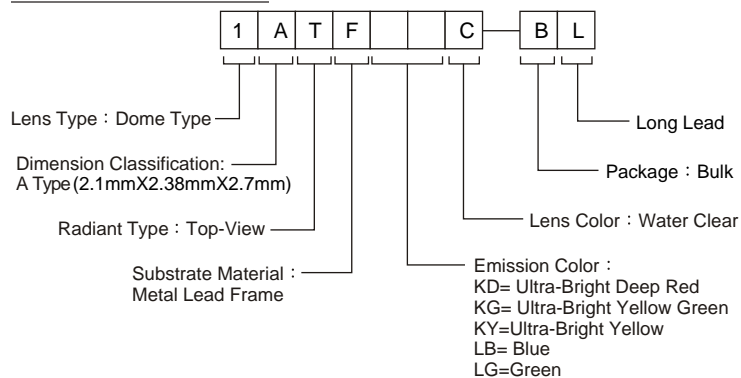 1 A T F C B L
Lens Type：Dome Type
Long Lead
Dimension Classification:
A Type(2.1mmX2.38mmX2.7mm)
Package：Bulk
Radiant Type：Top-View
Lens Color：Water Clear
Substrate Material：
Metal Lead Frame
Emission Color：
KD= Ultra-Bright Deep Red
KG= Ultra-Bright Yellow Green
KY=Ultra-Bright Yellow
LB= Blue
LG=Green